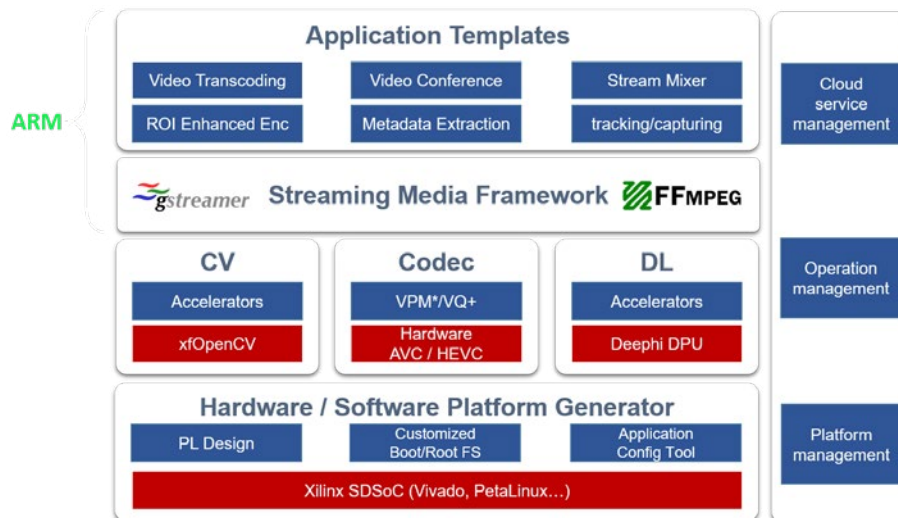 Application Templates
Video Transcoding
Video Conference
Stream Mixer
ROI Enhanced Enc
Metadata Extraction
tracking/capturing
ARM
gstreamer
Streaming Media Framework
FFMPEG
CV
Codec
DL
Accelerators
VPM*/VQ+
Accelerators
xfOpenCV
Hardware
AVC / HEVC
Deephi DPU
Hardware / Software Platform Generator
PL Design
Customized
Boot/Root FS
Application
Config Tool
Xilinx SDSoC (Vivado, PetaLinux...)
Cloud
service
management
Operation
management
Platform
management